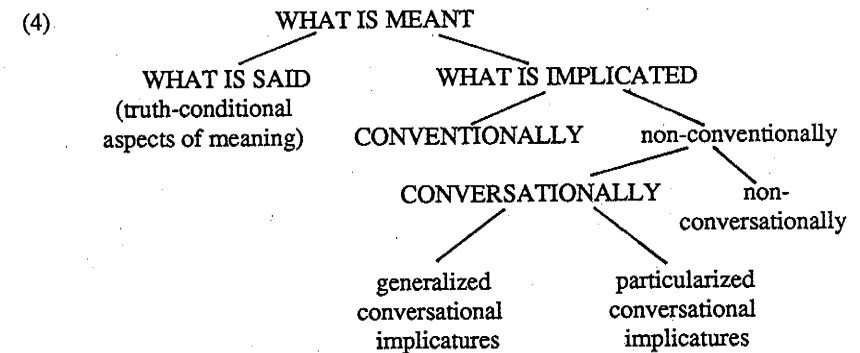 (4) WHAT IS MEANT
WHAT IS SAID WHAT IS IMPLICATED
(truth-conditional
aspects of meaning) CONVENTIONALLY non-conventionally
CONVERSATIONALLY non-
conversationally
generalized particularized
conversational conversational
implicatures implicatures